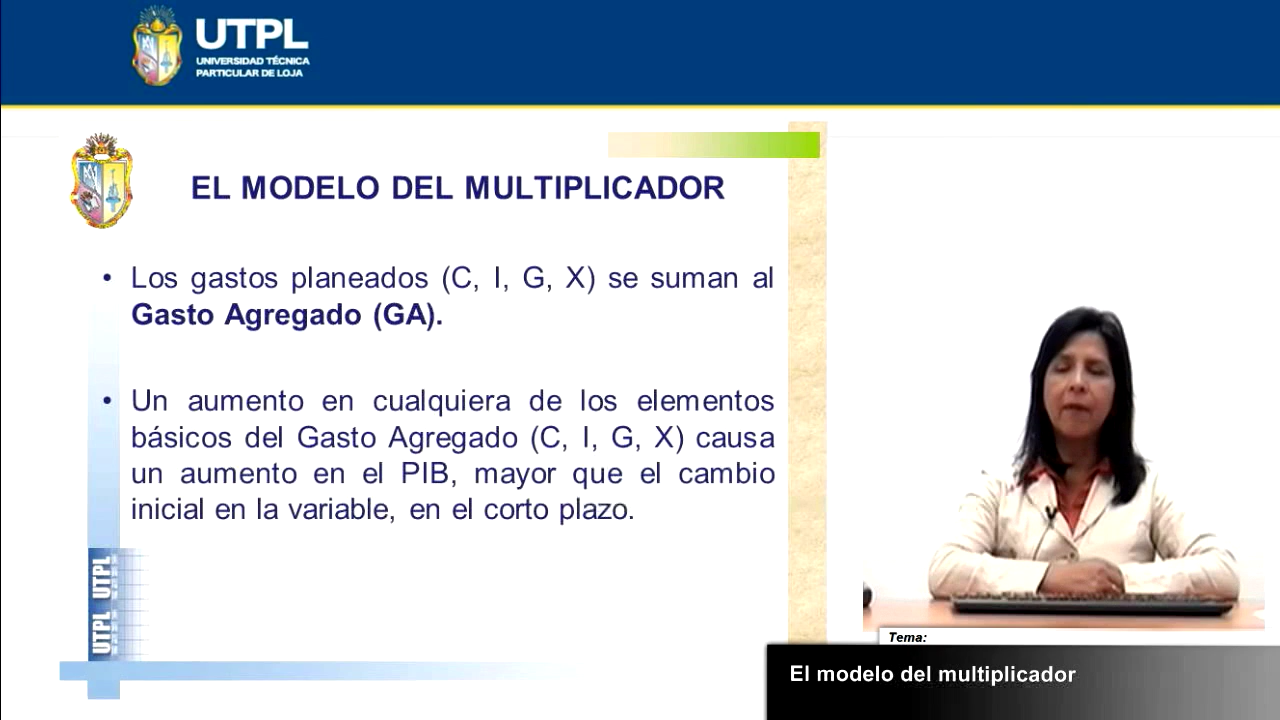 UTPL
UNIVERSIDAD TÉCNICA
PARTICULAR DE LOJA
EL MODELO DEL MULTIPLICADOR
• Los gastos planeados (C, I, G, X) se suman al
Gasto Agregado (GA).
• Un aumento en cualquiera de los elementos
básicos del Gasto Agregado (C, I, G, X) causa
un aumento en el PIB, mayor que el cambio
inicial en la variable, en el corto plazo.
UTPL UTPL
Tema:
El modelo del multiplicador